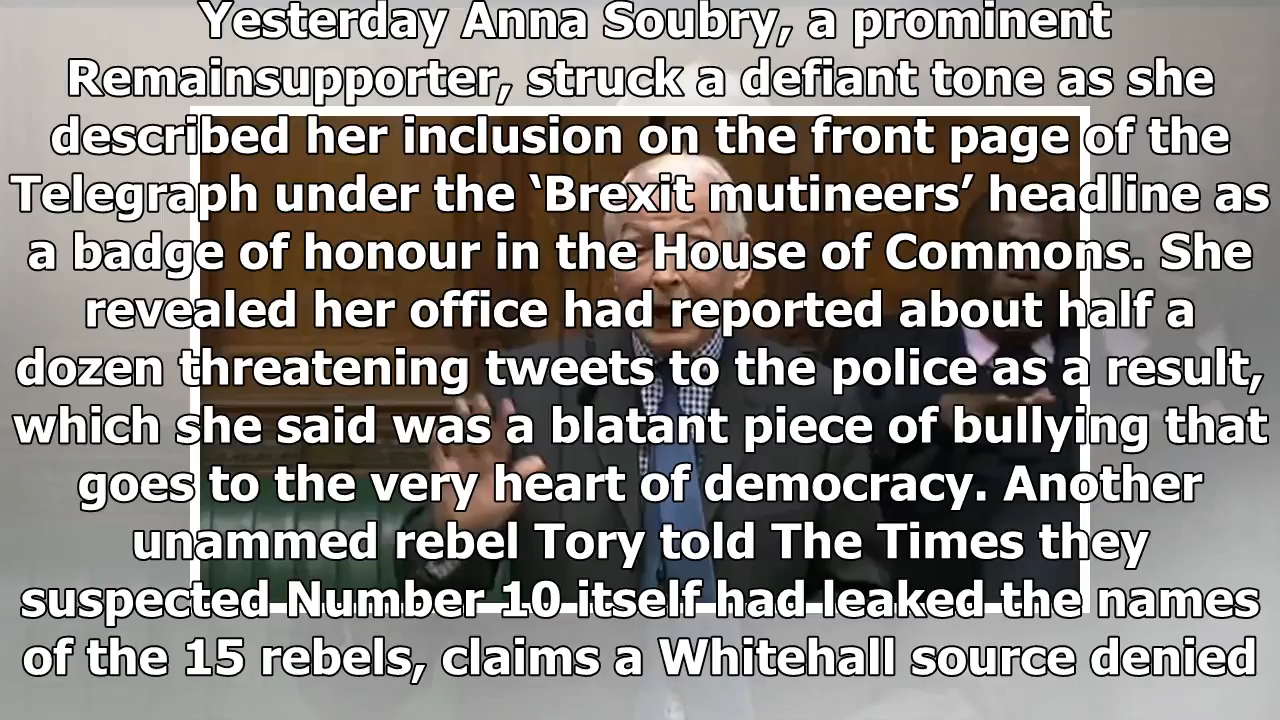 Yesterday Anna Soubry, a prominent
Remainsupporter, struck a defiant tone as she
described her inclusion on the front page of the
Telegraph under the ‘Brexit mutineers’ headline as
a badge of honour in the House of Commons. She
revealed her office had reported about half a
dozen threatening tweets to the police as a result,
which she said was a blatant piece of bullying that
goes to the very heart of democracy. Another
unammed rebel Tory told The Times they
suspected Number 10 itself had leaked the names
of the 15 rebels, claims a Whitehall source denied